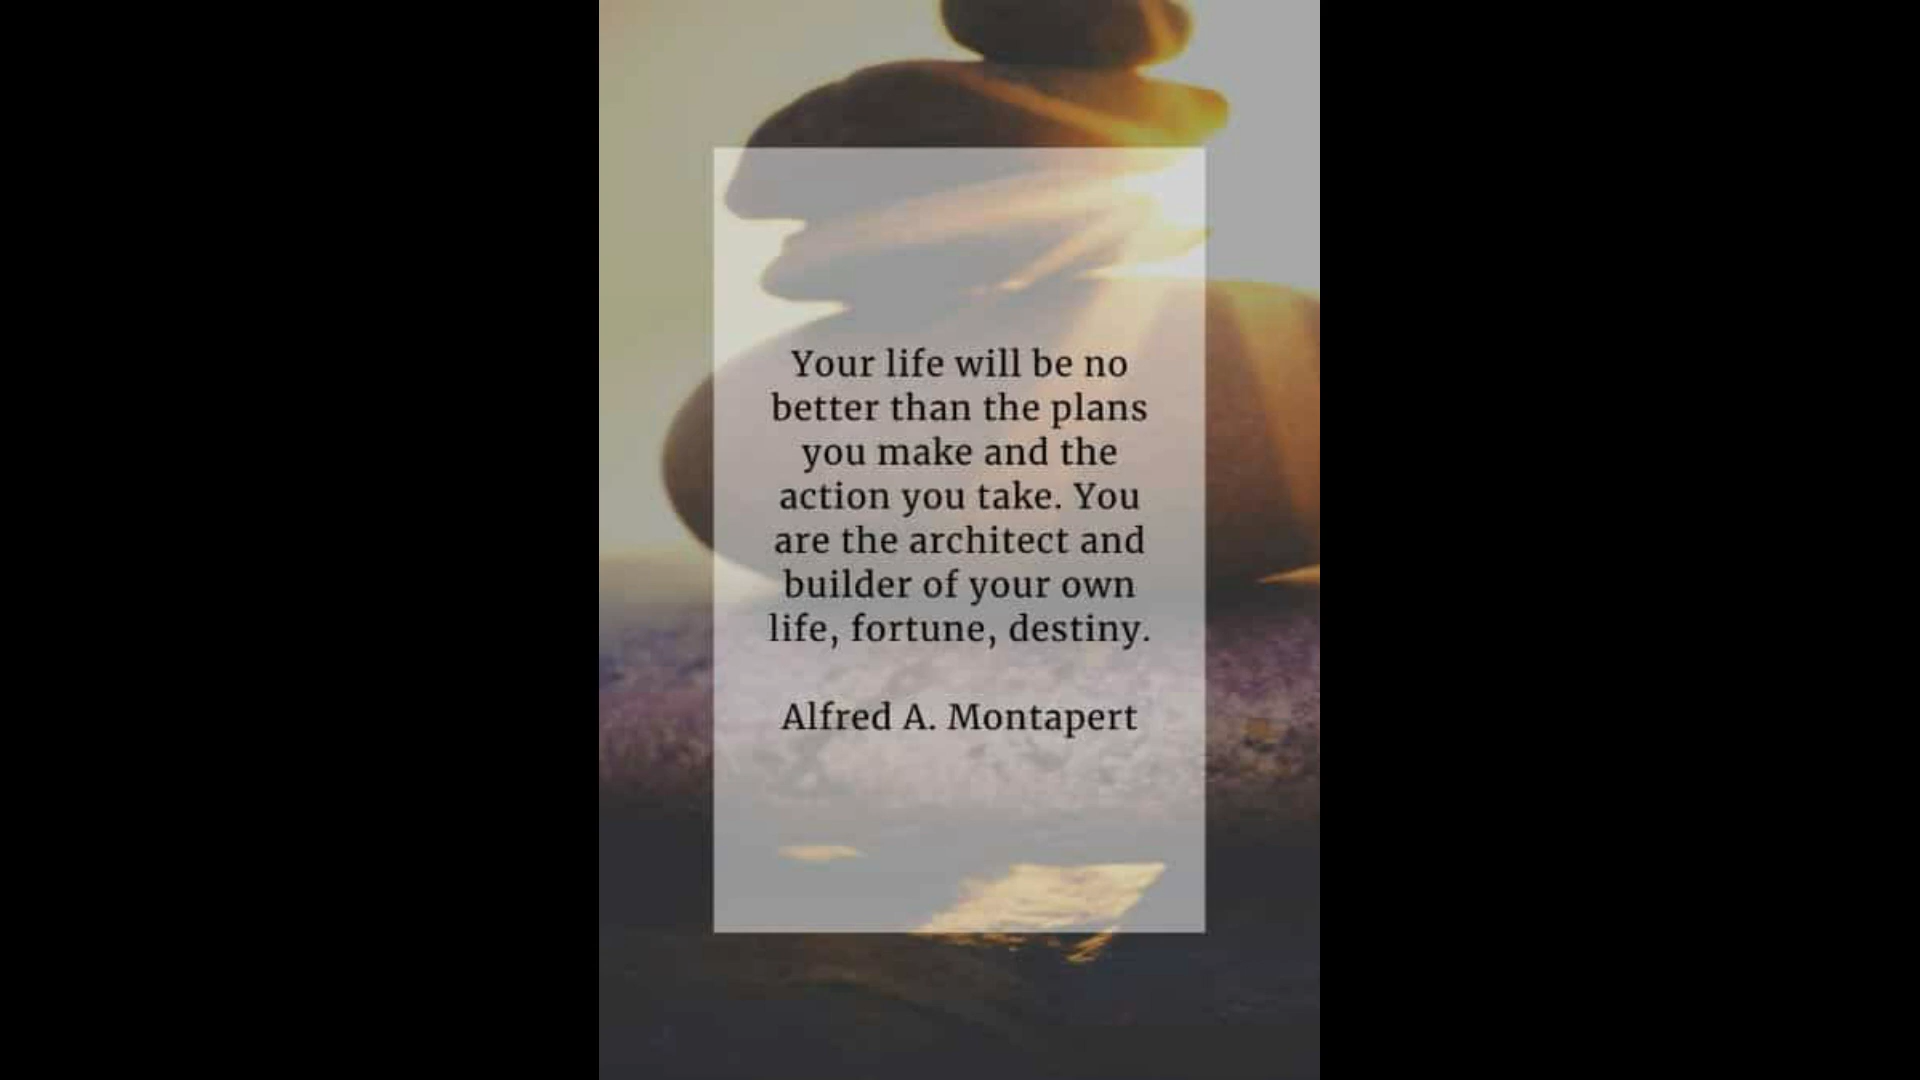 Your life will be no
better than the plans
you make and the
action you take. You
are the architect and
builder of your own
life, fortune, destiny.
Alfred A. Montapert